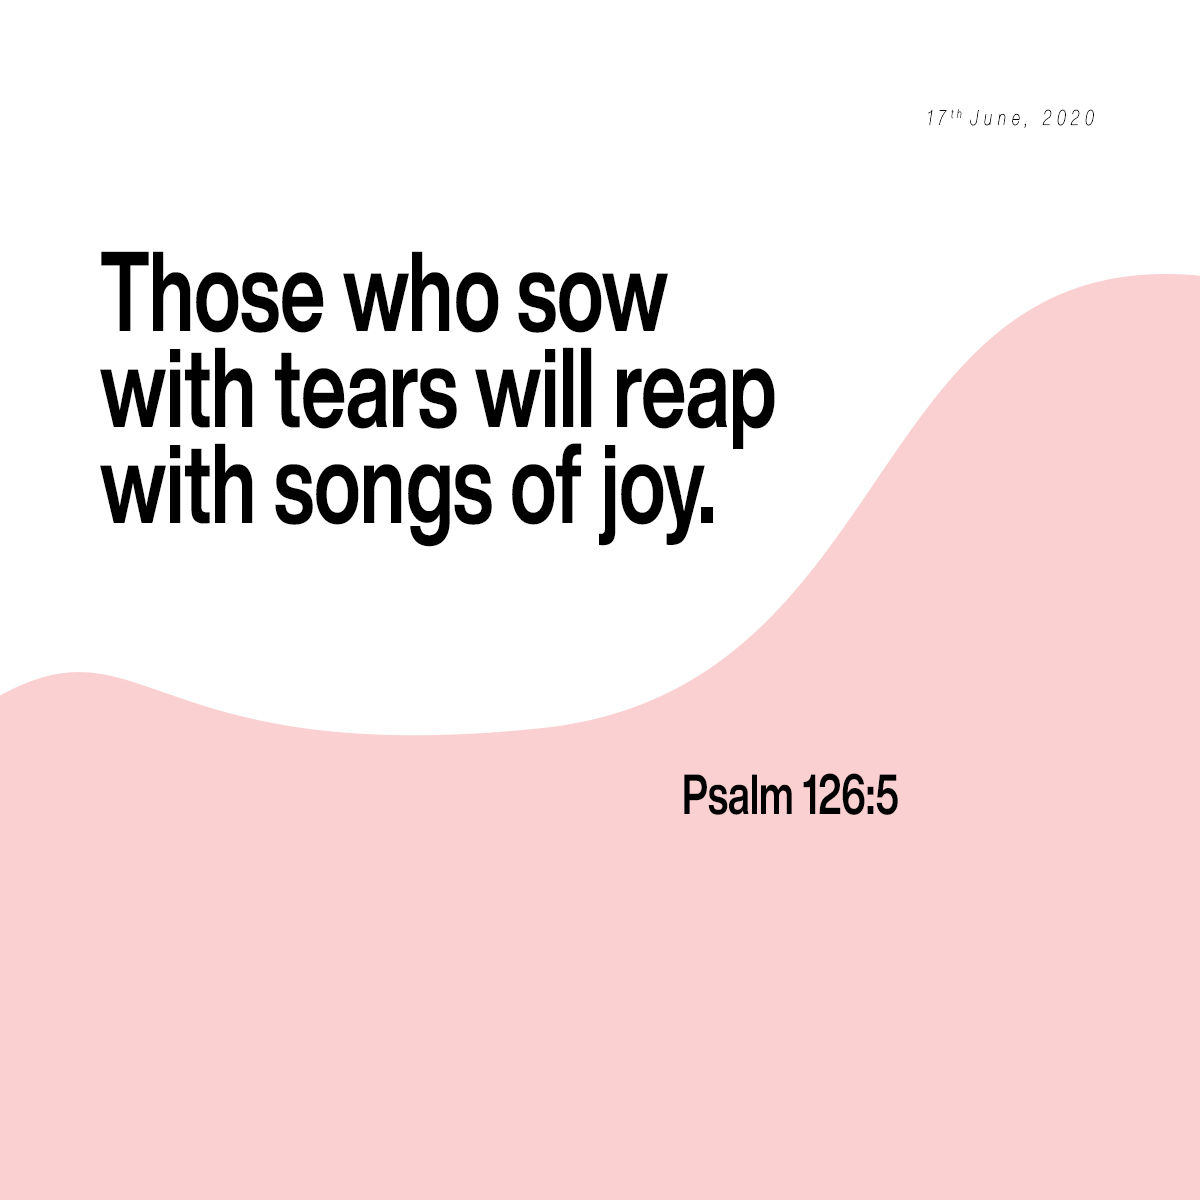 17th June, 2020
Those who sow
with tears will reap
with songs of joy.
Psalm 126:5